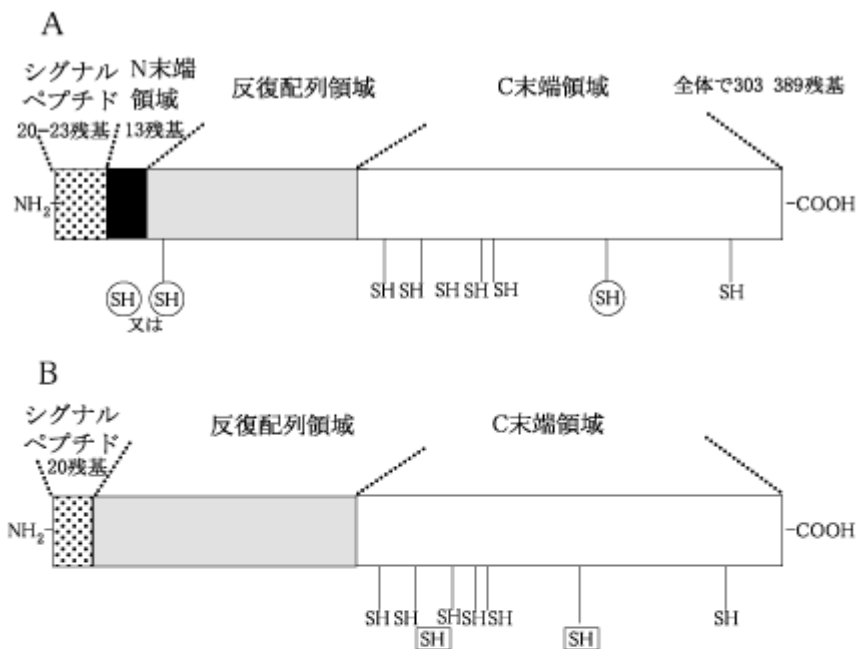 A
シグナル
ペプチド
20-23残基
N末端
領域
13残基
反復配列領域
C末端領域
全体で303 389残基
NH2
-COOH
SH
又は
SH
SH
SH
SH
SH
SH
SH
SH
B
シグナル
ペプチド
20残基
反復配列領域
C末端領域
NH2
-COOH
SH
SH
SH
SH
SH
SH
SH
SH